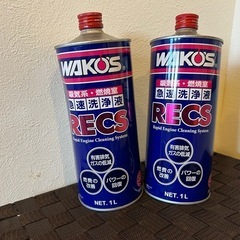 WAKO'S
吸気系・燃焼室
急速洗浄液
RECS
Rapid Engine Cleaning System
有害排気
ガスの低減
燃費の
改善
パワーの
回復
NET. 1L
WAKO'S
吸気系・燃焼室
急速洗浄液
RECS
Rapid Engine Cleaning System
有害排気
ガスの低減
燃費の
改善
パワーの
回復
NET. 1L